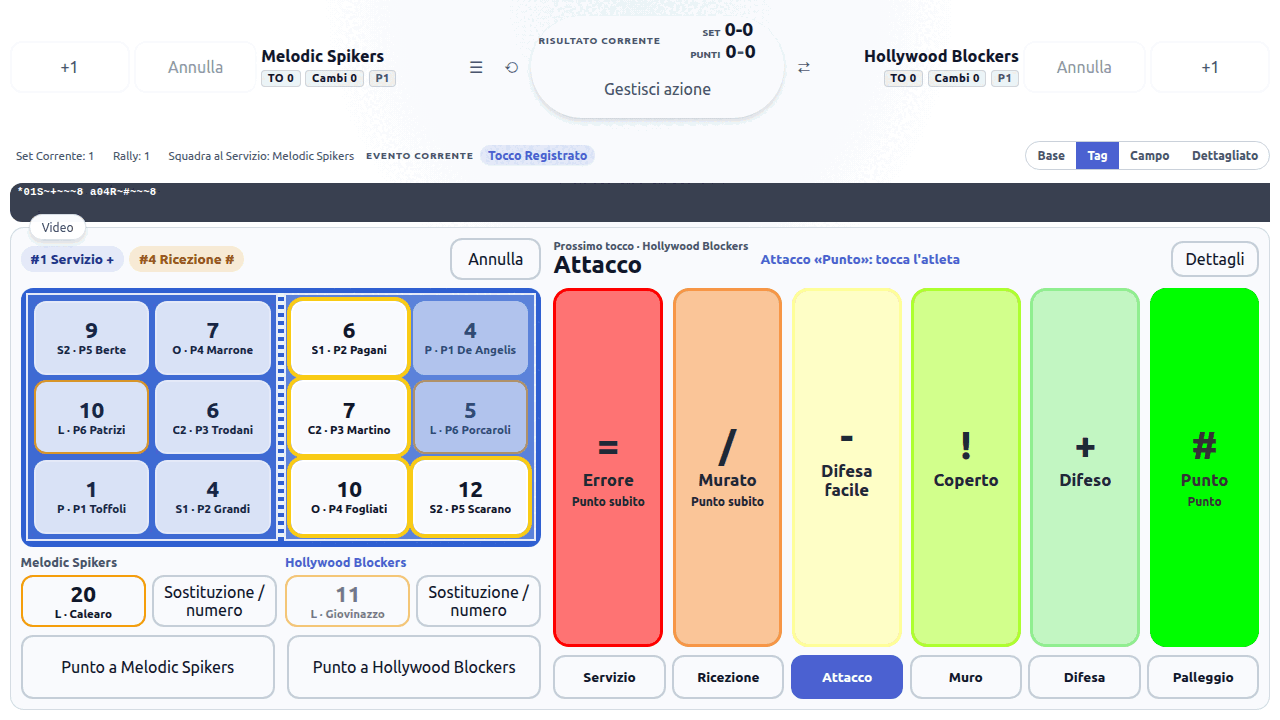 +1
Annulla
Melodic Spikers
TO 0 Cambi 0 P1
RISULTATO CORRENTE
SET 0-0
PUNTI 0-0
Gestisci azione
Hollywood Blockers
TO 0 Cambi 0 P1
Annulla
+1
Set Corrente: 1 Rally: 1 Squadra al Servizio: Melodic Spikers EVENTO CORRENTE Tocco Registrato
Base Tag Campo Dettagliato
*01S~+~~~8 a04R~#~~~8
Video
#1 Servizio + #4 Ricezione #
Annulla
Prossimo tocco · Hollywood Blockers
Attacco
Attacco «Punto»: tocca l'atleta
Dettagli
9
S2 · P5 Berte
7
O · P4 Marrone
6
S1 · P2 Pagani
4
P · P1 De Angelis
10
L · P6 Patrizi
6
C2 · P3 Trodani
7
C2 · P3 Martino
5
L · P6 Porcaroli
1
P · P1 Toffoli
4
S1 · P2 Grandi
10
O · P4 Fogliati
12
S2 · P5 Scarano
Melodic Spikers
Hollywood Blockers
20
L · Calearo
Sostituzione /
numero
11
L · Giovinazzo
Sostituzione /
numero
Punto a Melodic Spikers
Punto a Hollywood Blockers
=
Errore
Punto subito
/
Murato
Punto subito
-
Difesa
facile
!
Coperto
+
Difeso
#
Punto
Punto
Servizio Ricezione Attacco Muro Difesa Palleggio